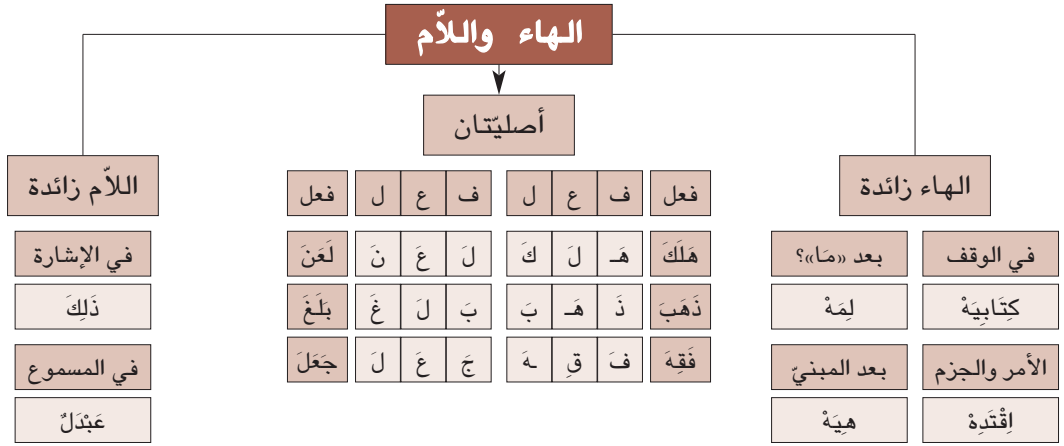 الهاء واللاّم
أصليّتان
الهاء زائدة
في الوقف بعد «مَا»؟
كِتَابِيَهْ لِمَهْ
الأمر والجزم بعد المبنيّ
اِقْتَدِهْ هِيَهْ
فعل ف ع ل ف ع ل فعل
هَلَكَ هَـ لَ كَ لَ عَ نَ لَعَنَ
ذَهَبَ ذَ هَـ بَ بَ لَ غَ بَلَغَ
فَقِهَ فَ قِ ـهَ جَ عَ لَ جَعَلَ
اللاّم زائدة
في الإشارة
ذَلِكَ
في المسموع
عَبْدَلٌ